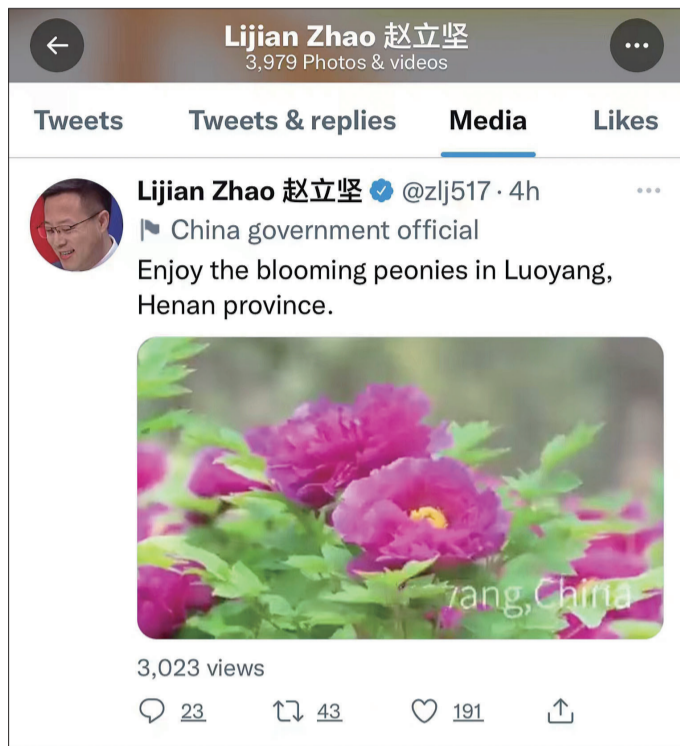 Lijian Zhao 赵立坚
3,979 Photos & videos
Tweets Tweets & replies Media Likes
Lijian Zhao 赵立坚 @zlj517 · 4h
China government official
Enjoy the blooming peonies in Luoyang,
Henan province.
yang,China
3,023 views
23 43 191